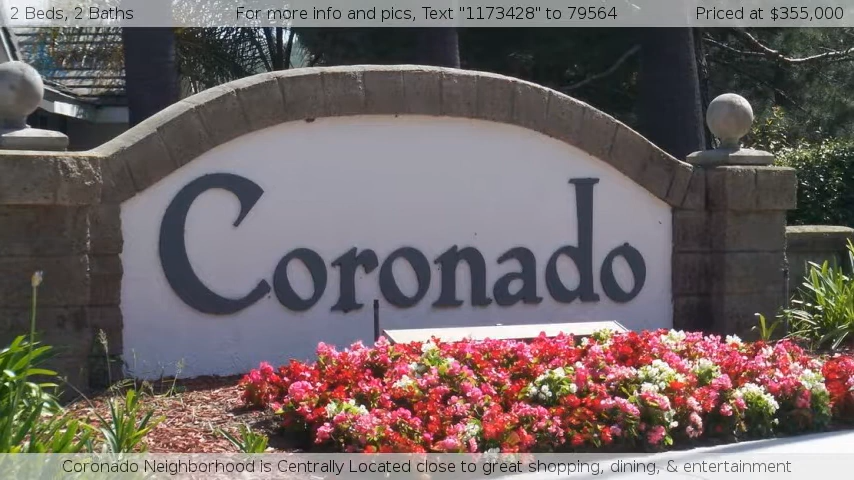 2 Beds, 2 Baths For more info and pics, Text "1173428" to 79564 Priced at $355,000
Coronado
Coronado Neighborhood is Centrally Located close to great shopping, dining, & entertainment